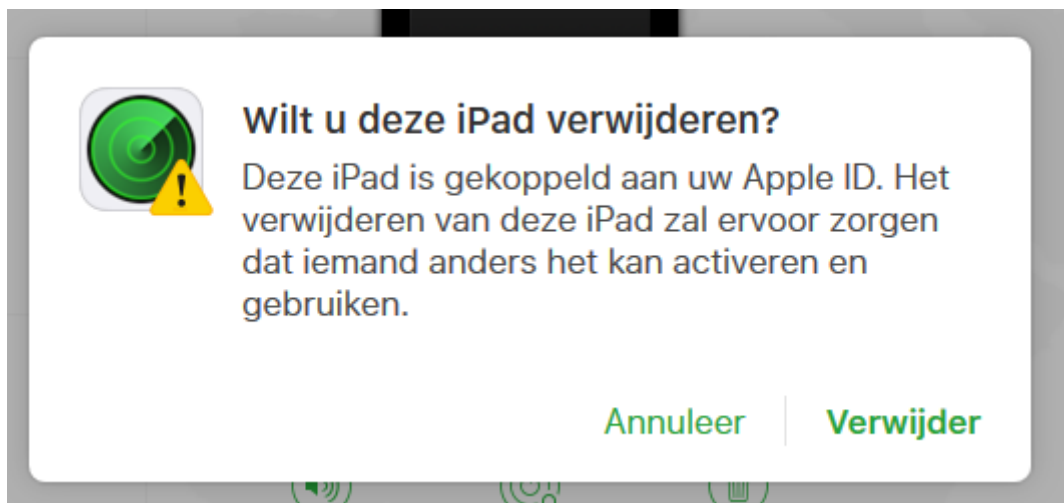 Wilt u deze iPad verwijderen?
Deze iPad is gekoppeld aan uw Apple ID. Het
verwijderen van deze iPad zal ervoor zorgen
dat iemand anders het kan activeren en
gebruiken.
Annuleer
Verwijder